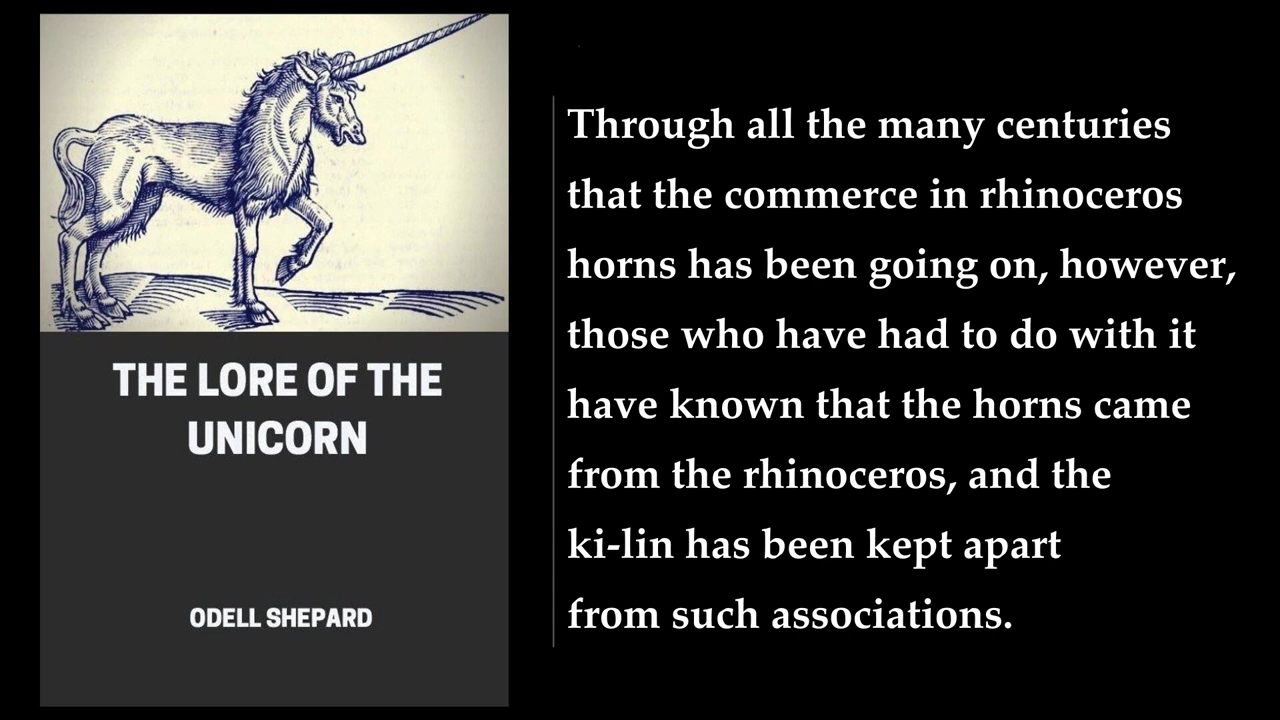 THE LORE OF THE
UNICORN
ODELL SHEPARD
Through all the many centuries
that the commerce in rhinoceros
horns has been going on, however,
those who have had to do with it
have known that the horns came
from the rhinoceros, and the
ki-lin has been kept apart
from such associations.